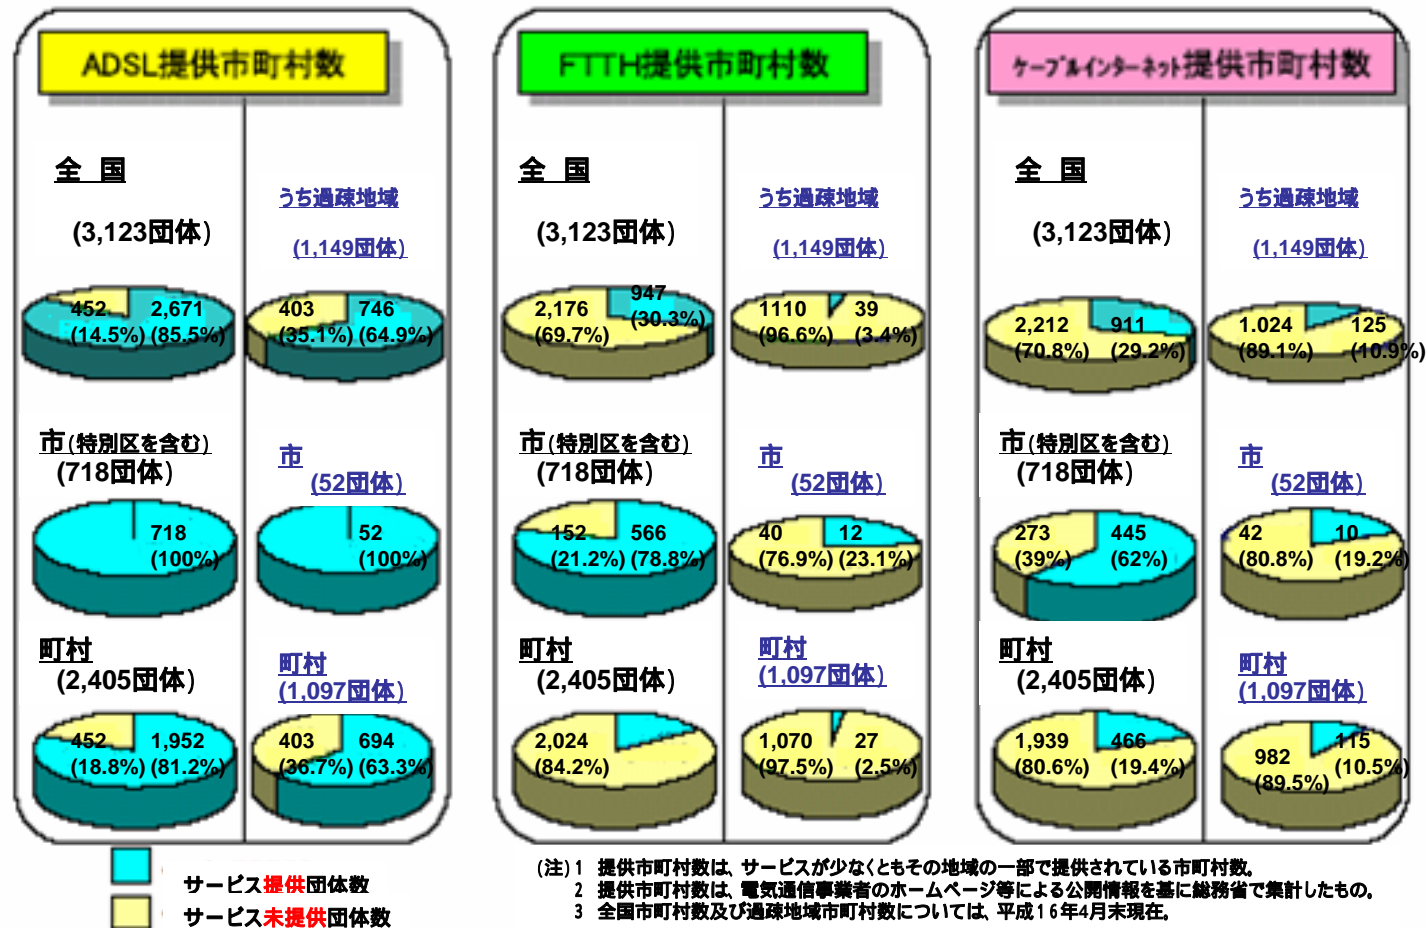 ADSL提供市町村数
全 国
(3,123団体)
うち過疎地域
(1,149団体)
452
(14.5%)
2,671
(85.5%)
403
(35.1%)
746
(64.9%)
市(特別区を含む)
(718団体)
市
(52団体)
718
(100%)
52
(100%)
町村
(2,405団体)
町村
(1,097団体)
452
(18.8%)
1,952
(81.2%)
403
(36.7%)
694
(63.3%)
FTTH提供市町村数
全 国
(3,123団体)
うち過疎地域
(1,149団体)
2,176
(69.7%)
947
(30.3%)
1110
(96.6%)
39
(3.4%)
市(特別区を含む)
(718団体)
市
(52団体)
152
(21.2%)
566
(78.8%)
40
(76.9%)
12
(23.1%)
町村
(2,405団体)
町村
(1,097団体)
2,024
(84.2%)
1,070
(97.5%)
27
(2.5%)
ケーブルインターネット提供市町村数
全 国
(3,123団体)
うち過疎地域
(1,149団体)
2,212
(70.8%)
911
(29.2%)
1.024
(89.1%)
125
(10.9%)
市(特別区を含む)
(718団体)
市
(52団体)
273
(39%)
445
(62%)
42
(80.8%)
10
(19.2%)
町村
(2,405団体)
町村
(1,097団体)
1,939
(80.6%)
466
(19.4%)
982
(89.5%)
115
(10.5%)
サービス提供団体数
サービス未提供団体数
(注)1 提供市町村数は、サービスが少なくともその地域の一部で提供されている市町村数。
2 提供市町村数は、電気通信事業者のホームページ等による公開情報を基に総務省で集計したもの。
3 全国市町村数及び過疎地域市町村数については、平成16年4月末現在。